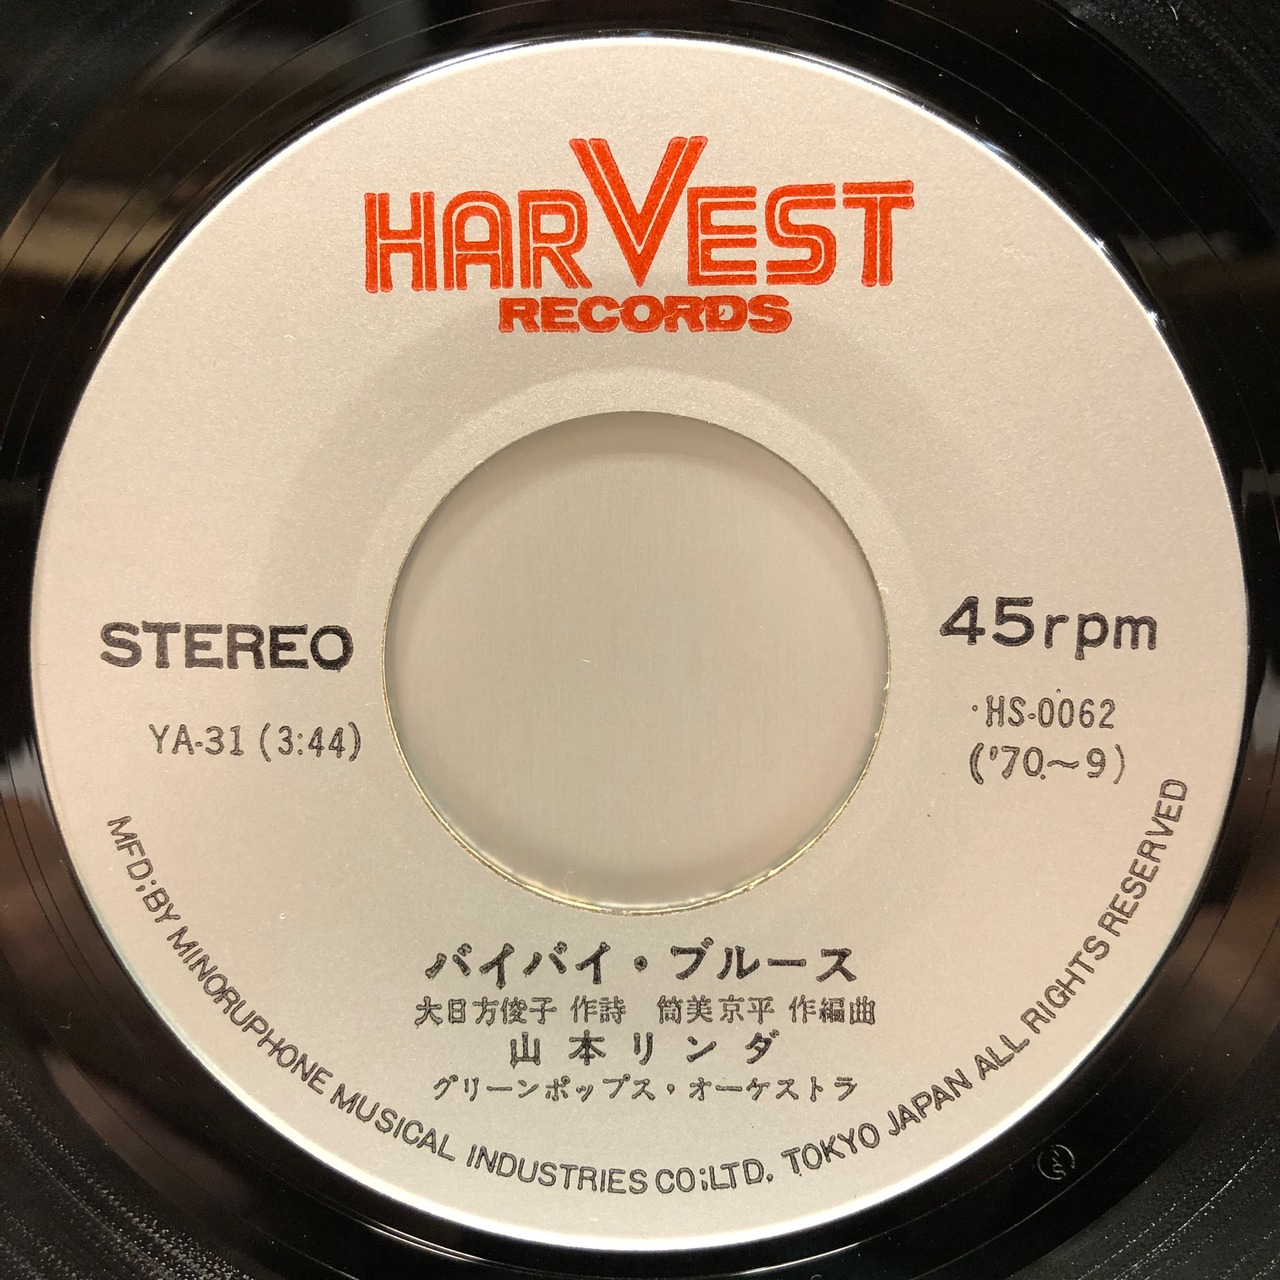 HARVEST
RECORDS
STEREO
45rpm
YA-31 (3:44)
HS-0062
('70.~9)
バイバイ・ブルース
大日方俊子 作詩 筒美京平 作編曲
山本リンダ
グリーンポップス・オーケストラ
MFD;BY MINORUPHONE MUSICAL INDUSTRIES CO;LTD. TOKYO JAPAN ALL RIGHTS RESERVED